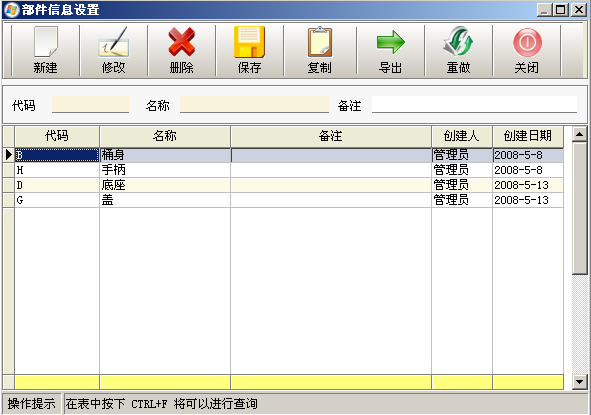 部件信息设置
新建 修改 删除 保存 复制 导出 重做 关闭
代码 名称 备注
代码 名称 备注 创建人 创建日期
B 桶身 管理员 2008-5-8
H 手柄 管理员 2008-5-8
D 底座 管理员 2008-5-13
G 盖 管理员 2008-5-13
操作提示 在表中按下 CTRL+F 将可以进行查询